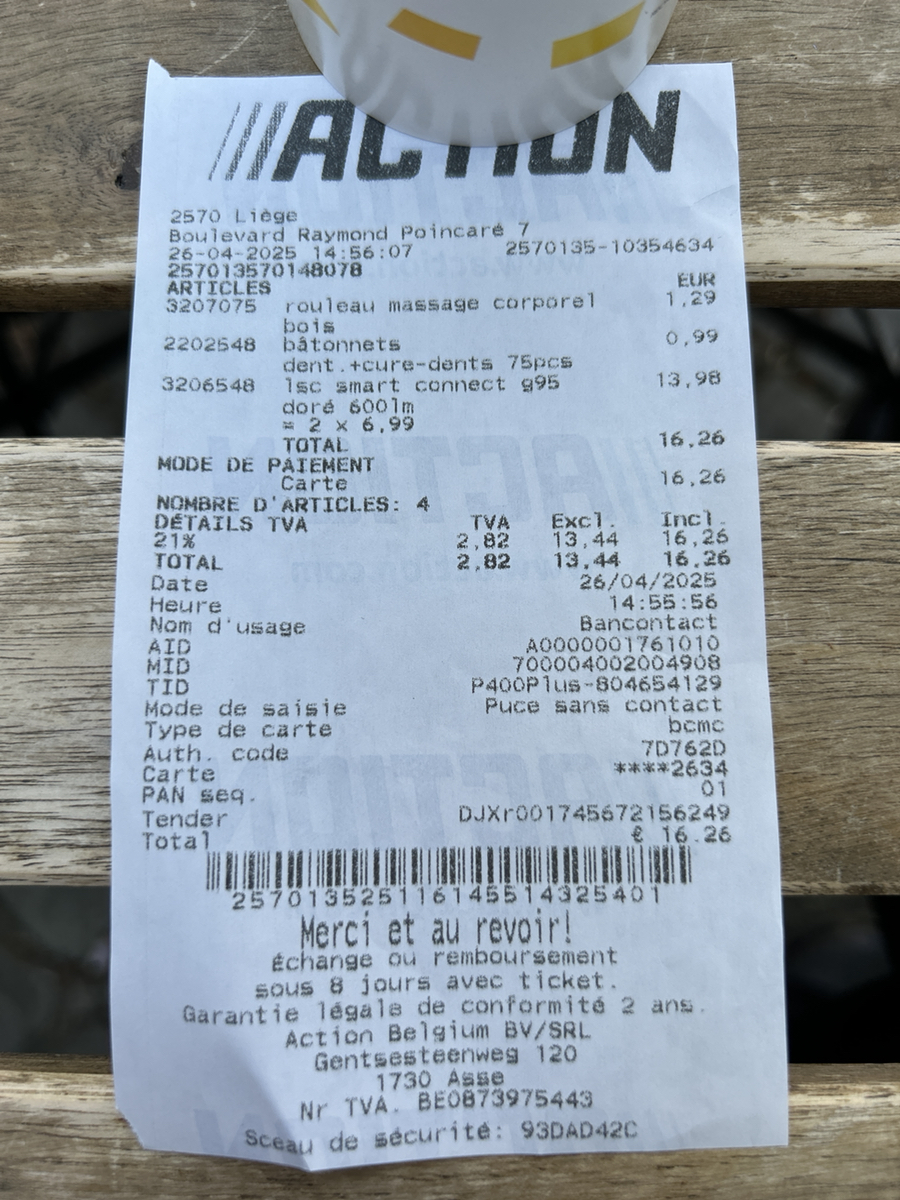 ACTION
2570 Liège
Boulevard Raymond Poincaré 7
26-04-2025 14:56:07 2570135-10354634
257013570148078
ARTICLES EUR
3207075 rouleau massage corporel 1,29
bois
2202548 bâtonnets 0,99
dent.+cure-dents 75pcs
3206548 lsc smart connect g95 13,98
doré 600lm
= 2 x 6,99
TOTAL 16,26
MODE DE PAIEMENT
Carte 16,26
NOMBRE D'ARTICLES: 4
DÉTAILS TVA TVA Excl. Incl.
21% 2,82 13,44 16,26
TOTAL 2,82 13,44 16,26
Date 26/04/2025
Heure 14:55:56
Nom d'usage Bancontact
AID A0000001761010
MID 700004002004908
TID P400Plus-804654129
Mode de saisie Puce sans contact
Type de carte bcmc
Auth. code 7D762D
Carte ****2634
PAN seq. 01
Tender DJXr001745672156249
Total € 16.26
257013525116145514325401
Merci et au revoir!
échange ou remboursement
sous 8 jours avec ticket.
Garantie légale de conformité 2 ans.
Action Belgium BV/SRL
Gentsesteenweg 120
1730 Asse
Nr TVA. BE0873975443
Sceau de sécurité: 93DAD42C